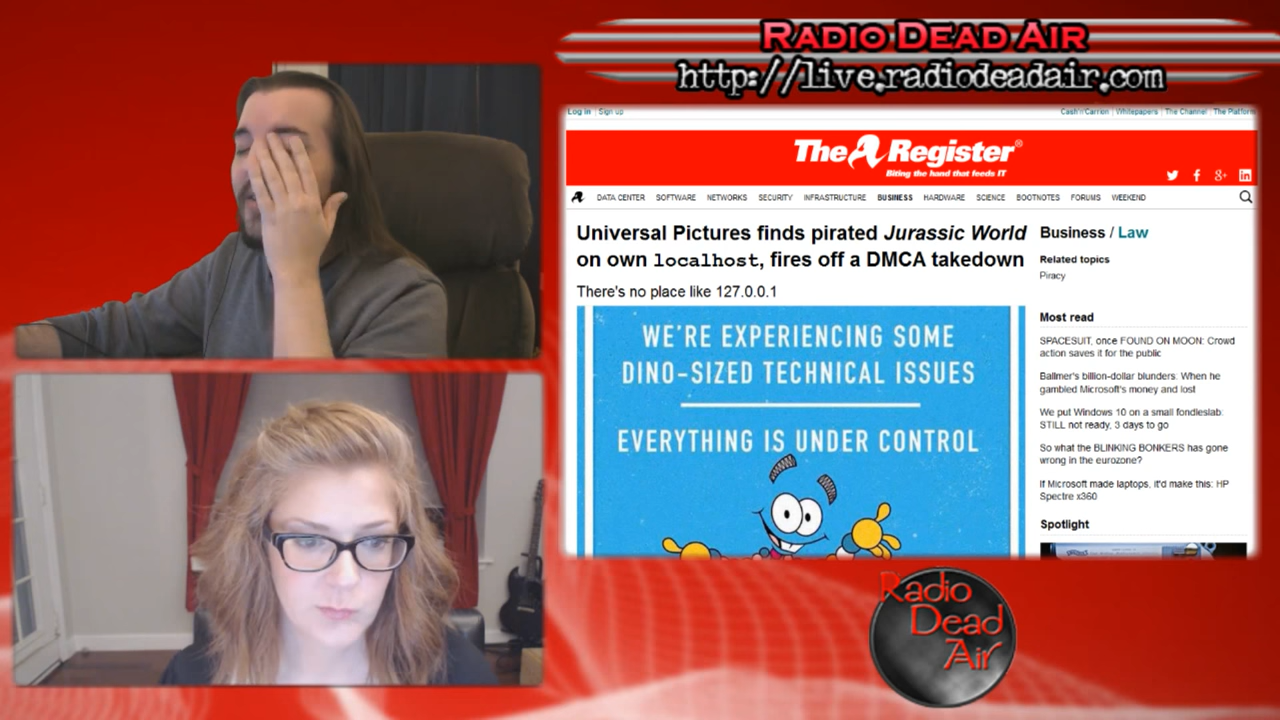 Radio Dead Air
http://live.radiodeadair.com
Log in | Sign up
Cash'n'Carrion | Whitepapers | The Channel | The Platform
The Register®
Biting the hand that feeds IT
DATA CENTER SOFTWARE NETWORKS SECURITY INFRASTRUCTURE BUSINESS HARDWARE SCIENCE BOOTNOTES FORUMS WEEKEND
Universal Pictures finds pirated Jurassic World
on own localhost, fires off a DMCA takedown
There's no place like 127.0.0.1
WE'RE EXPERIENCING SOME
DINO-SIZED TECHNICAL ISSUES
EVERYTHING IS UNDER CONTROL
Business / Law
Related topics
Piracy
Most read
SPACESUIT, once FOUND ON MOON: Crowd
action saves it for the public
Ballmer's billion-dollar blunders: When he
gambled Microsoft's money and lost
We put Windows 10 on a small fondleslab:
STILL not ready, 3 days to go
So what the BLINKING BONKERS has gone
wrong in the eurozone?
If Microsoft made laptops, it'd make this: HP
Spectre x360
Spotlight
Radio
Dead
Air